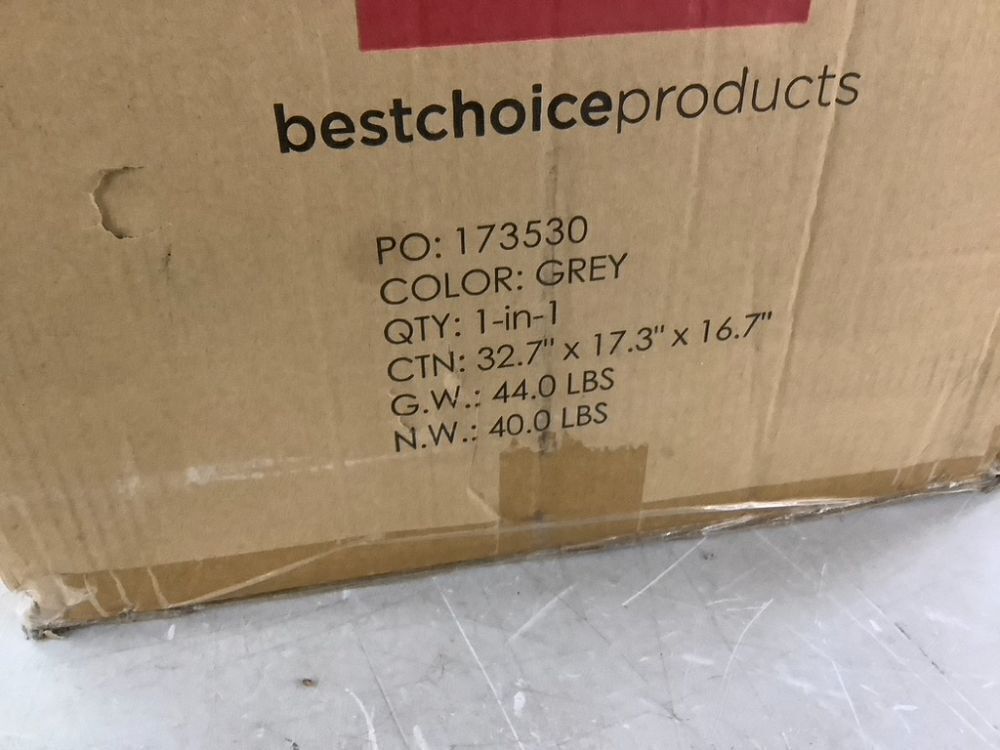 bestchoiceproducts
PO: 173530
COLOR: GREY
QTY: 1-in-1
CTN: 32.7" x 17.3" x 16.7"
G.W.: 44.0 LBS
N.W.: 40.0 LBS